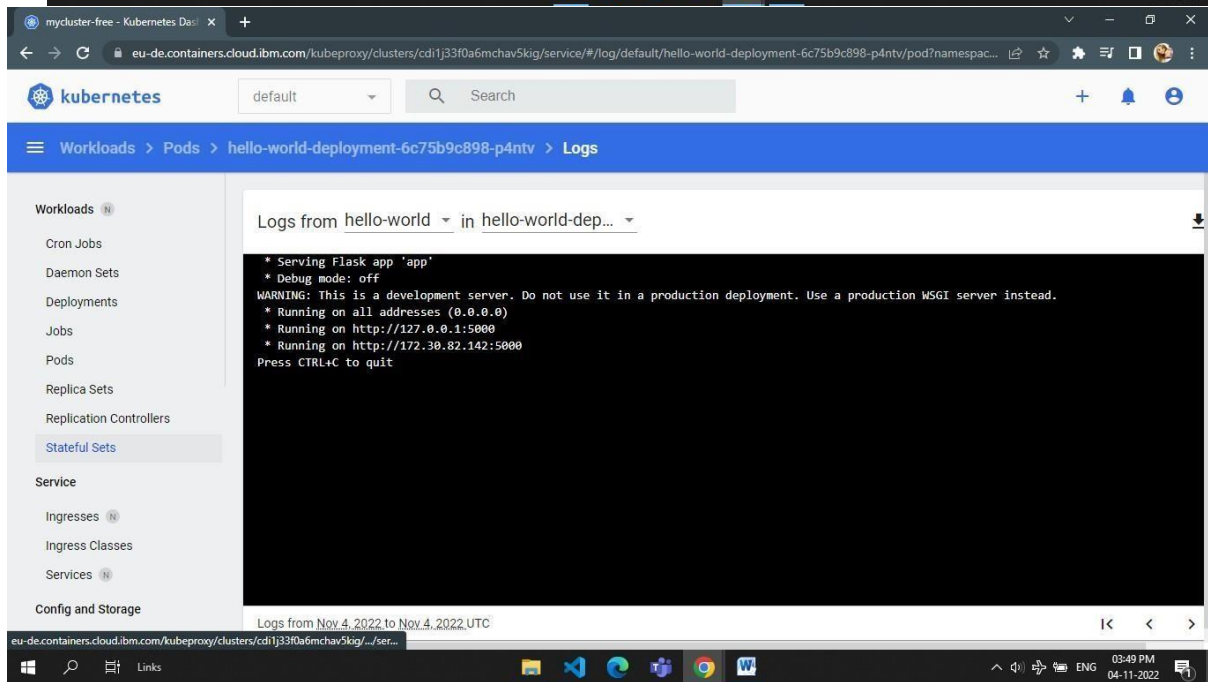 mycluster-free - Kubernetes Das
eu-de.containers.cloud.ibm.com/kubeproxy/clusters/cdi1j33f0a6mchav5kig/service/#/log/default/hello-world-deployment-6c75b9c898-p4ntv/pod?namespac...
kubernetes
default
Search
Workloads > Pods > hello-world-deployment-6c75b9c898-p4ntv > Logs
Workloads N
Cron Jobs
Daemon Sets
Deployments
Jobs
Pods
Replica Sets
Replication Controllers
Stateful Sets
Service
Ingresses N
Ingress Classes
Services N
Config and Storage
Logs from hello-world in hello-world-dep...
* Serving Flask app 'app'
* Debug mode: off
WARNING: This is a development server. Do not use it in a production deployment. Use a production WSGI server instead.
* Running on all addresses (0.0.0.0)
* Running on http://127.0.0.1:5000
* Running on http://172.30.82.142:5000
Press CTRL+C to quit
Logs from Nov 4, 2022 to Nov 4, 2022 UTC
eu-de.containers.cloud.ibm.com/kubeproxy/clusters/cdi1j33f0a6mchav5kig/.../ser...
Links
ENG
03:49 PM
04-11-2022
1